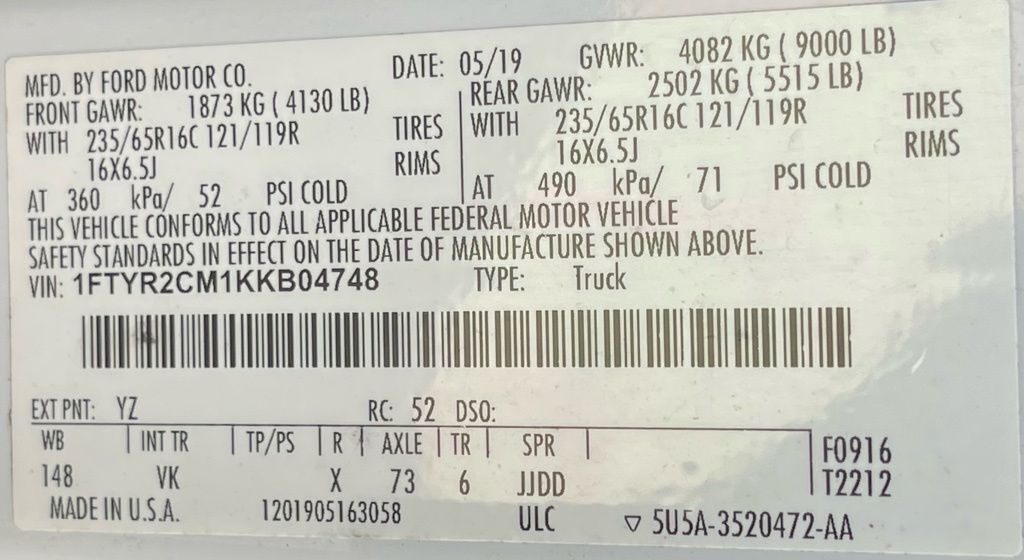 MFD. BY FORD MOTOR CO. DATE: 05/19 GVWR: 4082 KG ( 9000 LB)
FRONT GAWR: 1873 KG ( 4130 LB) REAR GAWR: 2502 KG ( 5515 LB)
WITH 235/65R16C 121/119R TIRES WITH 235/65R16C 121/119R TIRES
16X6.5J RIMS 16X6.5J RIMS
AT 360 kPa/ 52 PSI COLD AT 490 kPa/ 71 PSI COLD
THIS VEHICLE CONFORMS TO ALL APPLICABLE FEDERAL MOTOR VEHICLE
SAFETY STANDARDS IN EFFECT ON THE DATE OF MANUFACTURE SHOWN ABOVE.
VIN: 1FTYR2CM1KKB04748 TYPE: Truck
EXT PNT: YZ RC: 52 DSO:
WB INT TR TP/PS R AXLE TR SPR F0916
148 VK X 73 6 JJDD T2212
MADE IN U.S.A. 1201905163058 ULC ▽ 5U5A-3520472-AA